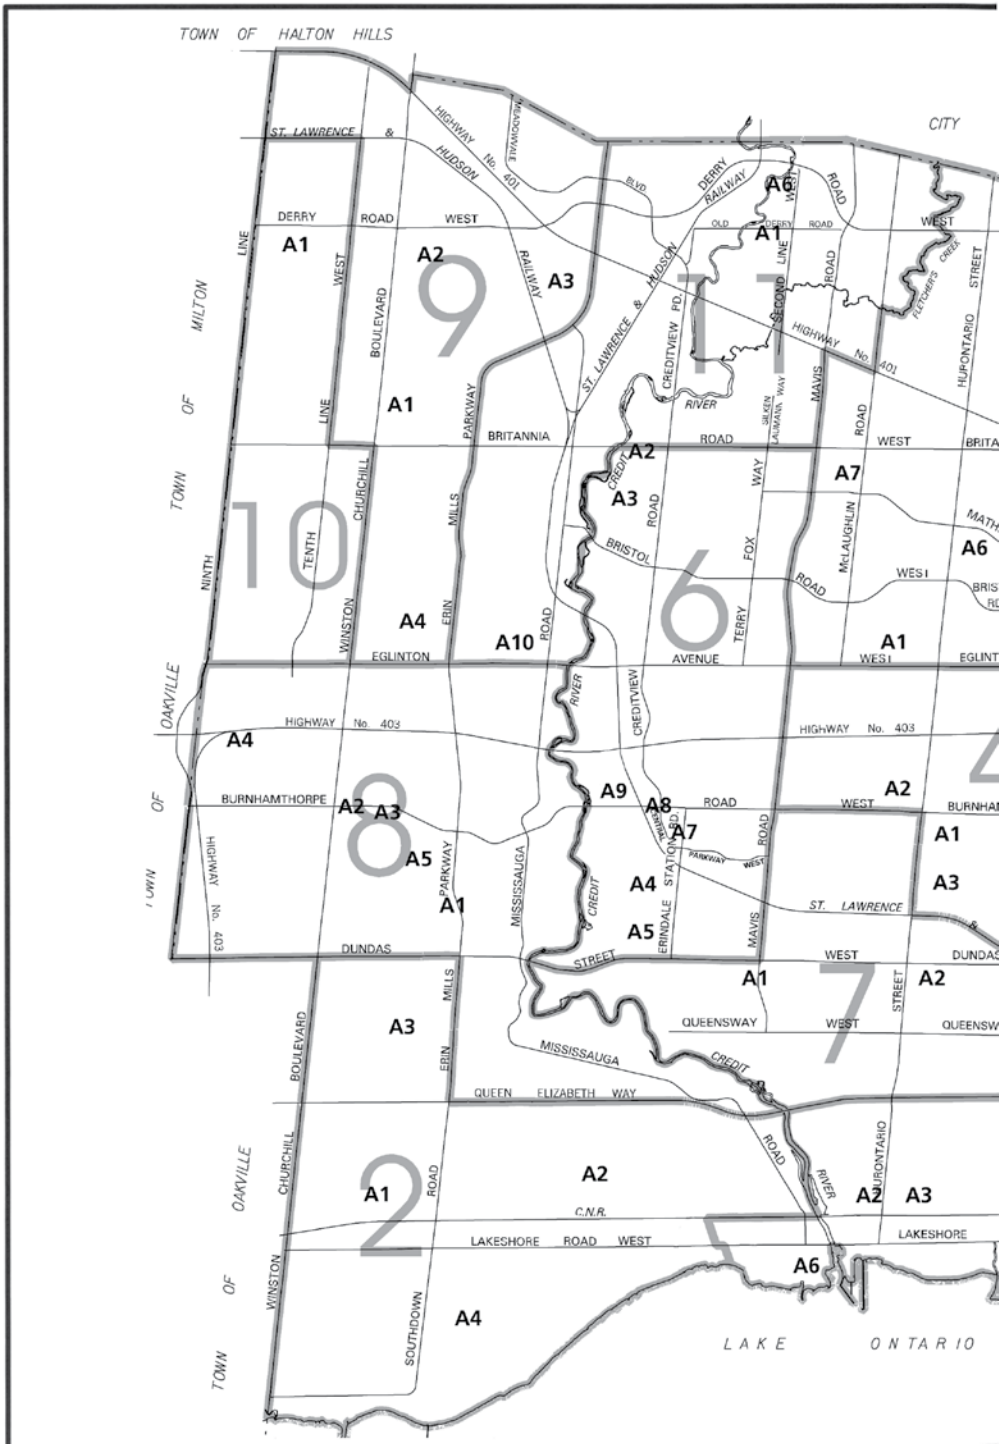 TOWN OF HALTON HILLS
CITY
MEADOWVALE
HIGHWAY No. 401
ST. LAWRENCE &
HUDSON
BLVD
DERRY
RAILWAY
ROAD
A6
WEST
DERRY ROAD WEST
OLD DERRY ROAD
WEST
A1
A2
A1
LINE
WEST
RAILWAY
A3
ST. LAWRENCE & HUDSON
LINE
ROAD
FLETCHER'S CREEK
STREET
MILTON
9
11
BOULEVARD
CREDITVIEW RD.
SECOND
HIGHWAY No. 401
HURONTARIO
OF
A1
LINE
PARKWAY
RIVER
SILKEN
LAUMANN WAY
MAVIS
ROAD
BRITANNIA
ROAD
WEST
BRITA
A2
CREDIT
TOWN
CHURCHILL
MILLS
A3
ROAD
WAY
A7
10
TENTH
BRISTOL
FOX
McLAUGHLIN
MATH
A6
NINTH
6
ROAD
WEST
BRIS
RD
WINSTON
A4
ERIN
A10
ROAD
TERRY
A1
EGLINTON
AVENUE
WEST
EGLINT
OAKVILLE
RIVER
CREDITVIEW
HIGHWAY No. 403
HIGHWAY No. 403
A4
4
OF
BURNHAMTHORPE
A2
A3
8
A9
A8
ROAD
A2
WEST
BURNHAM
CENTRAL
A7
ROAD
A1
HIGHWAY No. 403
A5
PARKWAY
MISSISSAUGA
STATION RD.
PARKWAY WEST
TOWN
A1
CREDIT
A4
A3
ST. LAWRENCE
&
A5
ERINDALE
MAVIS
DUNDAS
STREET
WEST
DUNDAS
A1
7
STREET
A2
MILLS
A3
QUEENSWAY
WEST
QUEENSW
BOULEVARD
ERIN
MISSISSAUGA
CREDIT
QUEEN ELIZABETH WAY
OAKVILLE
CHURCHILL
ROAD
ROAD
RIVER
HURONTARIO
2
A1
A2
A2
A3
C.N.R.
LAKESHORE ROAD WEST
LAKESHORE
OF
WINSTON
A6
SOUTHDOWN
A4
TOWN
LAKE ONTARIO